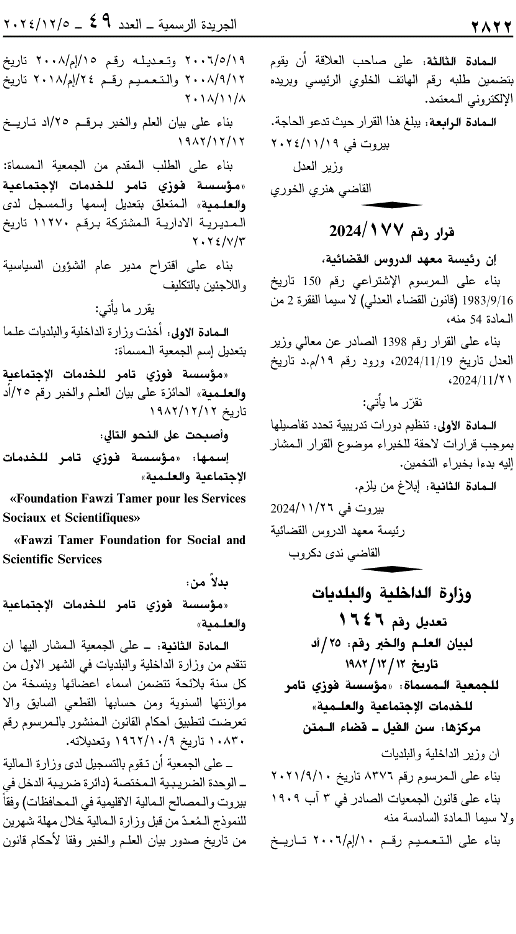 ٢٨٢٢
الجريدة الرسمية – العدد ٤٩ – ٢٠٢٤/١٢/٥
المادة الثالثة: على صاحب العلاقة أن يقوم
بتضمين طلبه رقم الهاتف الخلوي الرئيسي وبريده
الإلكتروني المعتمد.
المادة الرابعة: يبلغ هذا القرار حيث تدعو الحاجة.
بيروت في ٢٠٢٤/١١/١٩
وزير العدل
القاضي هنري الخوري
قرار رقم ٢٠٢٤/١٧٧
إن رئيسة معهد الدروس القضائية،
بناء على المرسوم الإشتراعي رقم 150 تاريخ
1983/9/16 (قانون القضاء العدلي) لا سيما الفقرة 2 من
المادة 54 منه،
بناء على القرار رقم 1398 الصادر عن معالي وزير
العدل تاريخ 2024/11/19، ورود رقم ١٩/م.د تاريخ
2024/11/٢١،
نقرّر ما يأتي:
المادة الأولى: تنظيم دورات تدريبية تحدد تفاصيلها
بموجب قرارات لاحقة للخبراء موضوع القرار المشار
إليه بدءا بخبراء التخمين.
المادة الثانية: إبلاغ من يلزم.
بيروت في 2024/١١/٢٦
رئيسة معهد الدروس القضائية
القاضي ندى دكروب
وزارة الداخلية والبلديات
تعديل رقم ١٦٤٦
لبيان العلم والخبر رقم: ٢٥/أد
تاريخ ١٩٨٢/١٢/١٢
للجمعية المسماة: «مؤسسة فوزي تامر
للخدمات الإجتماعية والعلمية»
مركزها: سن الفيل – قضاء المتن
ان وزير الداخلية والبلديات
بناء على المرسوم رقم ٨٣٧٦ تاريخ ٢٠٢١/٩/١٠
بناء على قانون الجمعيات الصادر في ٣ آب ١٩٠٩
ولا سيما المادة السادسة منه
بناء على التعميم رقم ١٠/إم/٢٠٠٦ تاريخ
٢٠٠٦/٥/١٩ وتعديله رقم ١٥/إم/٢٠٠٨ تاريخ
٢٠٠٨/٩/١٢ والتعميم رقم ٢٤/إم/٢٠١٨ تاريخ
٢٠١٨/١١/٨
بناء على بيان العلم والخبر برقم ٢٥/اد تاريخ
١٩٨٢/١٢/١٢
بناء على الطلب المقدم من الجمعية المسماة:
«مؤسسة فوزي تامر للخدمات الإجتماعية
والعلمية» المتعلق بتعديل إسمها والمسجل لدى
المديرية الادارية المشتركة برقم ١١٢٧٠ تاريخ
٢٠٢٤/٧/٣
بناء على اقتراح مدير عام الشؤون السياسية
واللاجئين بالتكليف
يقرر ما يأتي:
المادة الاولى: أخذت وزارة الداخلية والبلديات علما
بتعديل إسم الجمعية المسماة:
«مؤسسة فوزي تامر للخدمات الإجتماعية
والعلمية» الحائزة على بيان العلم والخبر رقم ٢٥/أد
تاريخ ١٩٨٢/١٢/١٢
وأصبحت على النحو التالي:
إسمها: «مؤسسة فوزي تامر للخدمات
الإجتماعية والعلمية»
«Foundation Fawzi Tamer pour les Services
Sociaux et Scientifiques»
«Fawzi Tamer Foundation for Social and
Scientific Services
بدلاً من:
«مؤسسة فوزي تامر للخدمات الإجتماعية
والعلمية»
المادة الثانية: – على الجمعية المشار اليها ان
تتقدم من وزارة الداخلية والبلديات في الشهر الاول من
كل سنة بلائحة تتضمن اسماء اعضائها وبنسخة من
موازنتها السنوية ومن حسابها القطعي السابق والا
تعرضت لتطبيق احكام القانون المنشور بالمرسوم رقم
١٠٨٣٠ تاريخ ١٩٦٢/١٠/٩ وتعديلاته.
– على الجمعية أن تقوم بالتسجيل لدى وزارة المالية
– الوحدة الضريبية المختصة (دائرة ضريبة الدخل في
بيروت والمصالح المالية الاقليمية في المحافظات) وفقاً
للنموذج المُعدّ من قبل وزارة المالية خلال مهلة شهرين
من تاريخ صدور بيان العلم والخبر وفقا لأحكام قانون